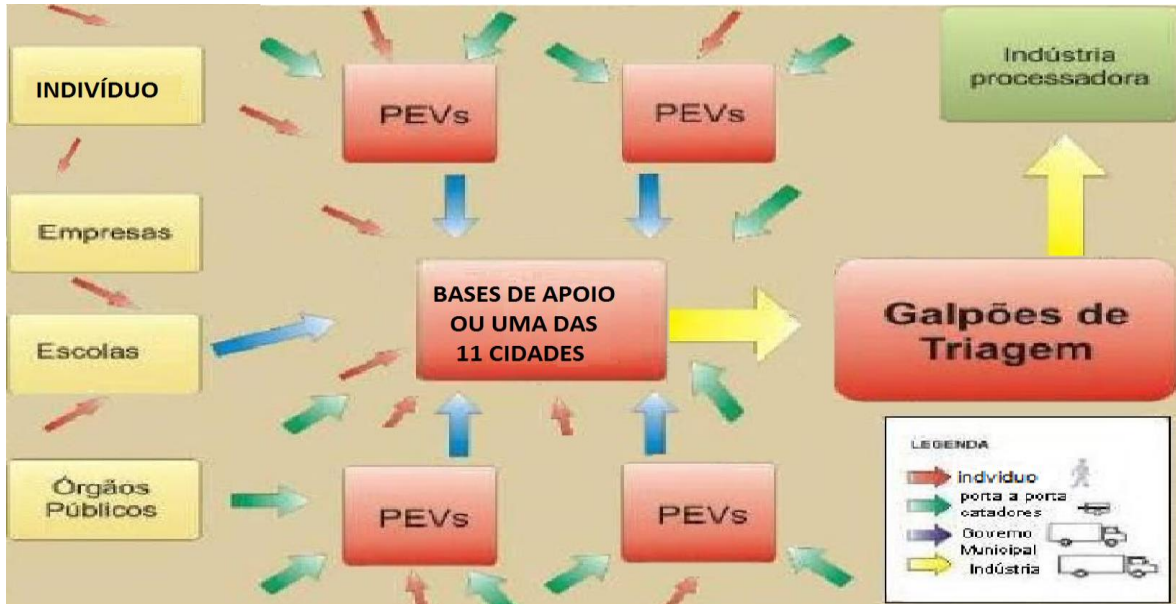 INDIVÍDUO
Empresas
Escolas
Órgãos
Públicos
PEVs
PEVs
BASES DE APOIO
OU UMA DAS
11 CIDADES
PEVs
PEVs
Indústria
processadora
Galpões de
Triagem
LEGENDA
indivíduo
porta a porta
catadores
Governo
Municipal
Indústria